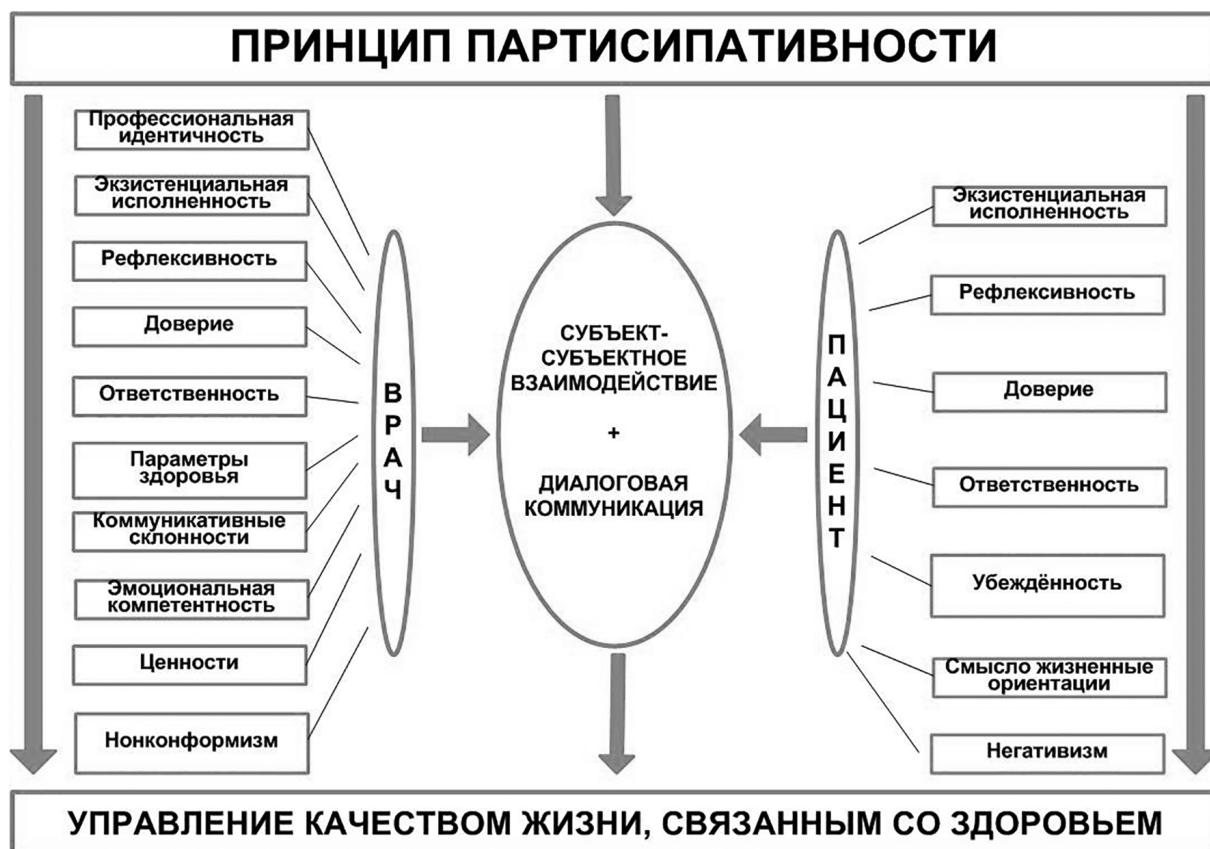 ПРИНЦИП ПАРТИСИПАТИВНОСТИ
Профессиональная
идентичность
Экзистенциальная
исполненность
Рефлексивность
Доверие
Ответственность
Параметры
здоровья
Коммуникативные
склонности
Эмоциональная
компетентность
Ценности
Нонконформизм
ВРАЧ
СУБЪЕКТ-
СУБЪЕКТНОЕ
ВЗАИМОДЕЙСТВИЕ
+
ДИАЛОГОВАЯ
КОММУНИКАЦИЯ
ПАЦИЕНТ
Экзистенциальная
исполненность
Рефлексивность
Доверие
Ответственность
Убеждённость
Смысло жизненные
ориентации
Негативизм
УПРАВЛЕНИЕ КАЧЕСТВОМ ЖИЗНИ, СВЯЗАННЫМ СО ЗДОРОВЬЕМ